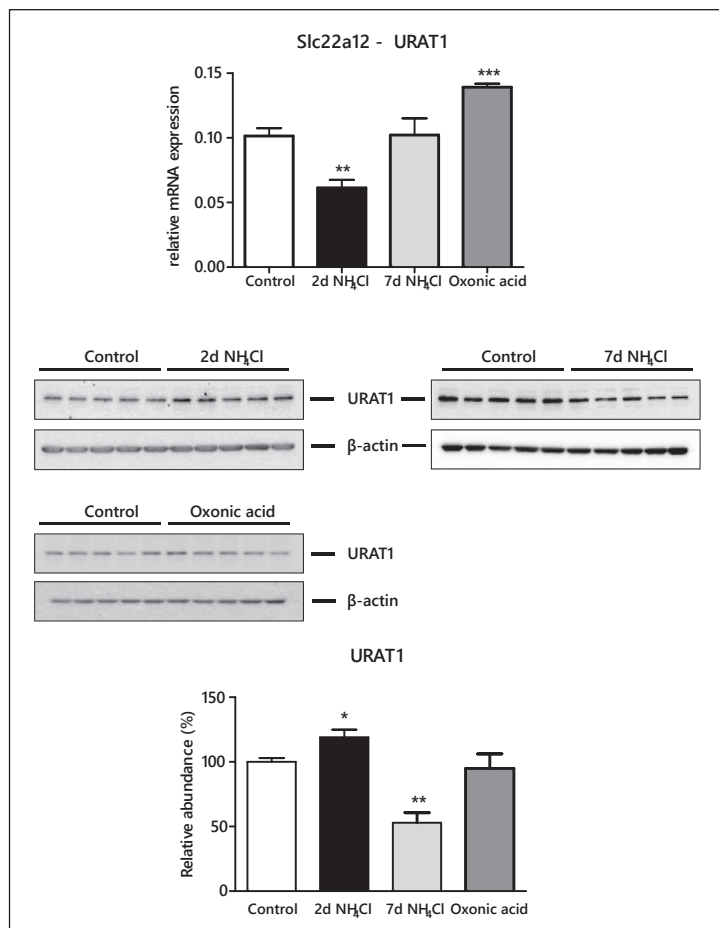 Slc22a12 - URAT1
relative mRNA expression
0.15
0.10
0.05
0.00
**
***
Control 2d NH4Cl 7d NH4Cl Oxonic acid
Control 2d NH4Cl
Control 7d NH4Cl
URAT1
β-actin
Control Oxonic acid
URAT1
β-actin
URAT1
Relative abundance (%)
150
100
50
0
*
**
Control 2d NH4Cl 7d NH4Cl Oxonic acid